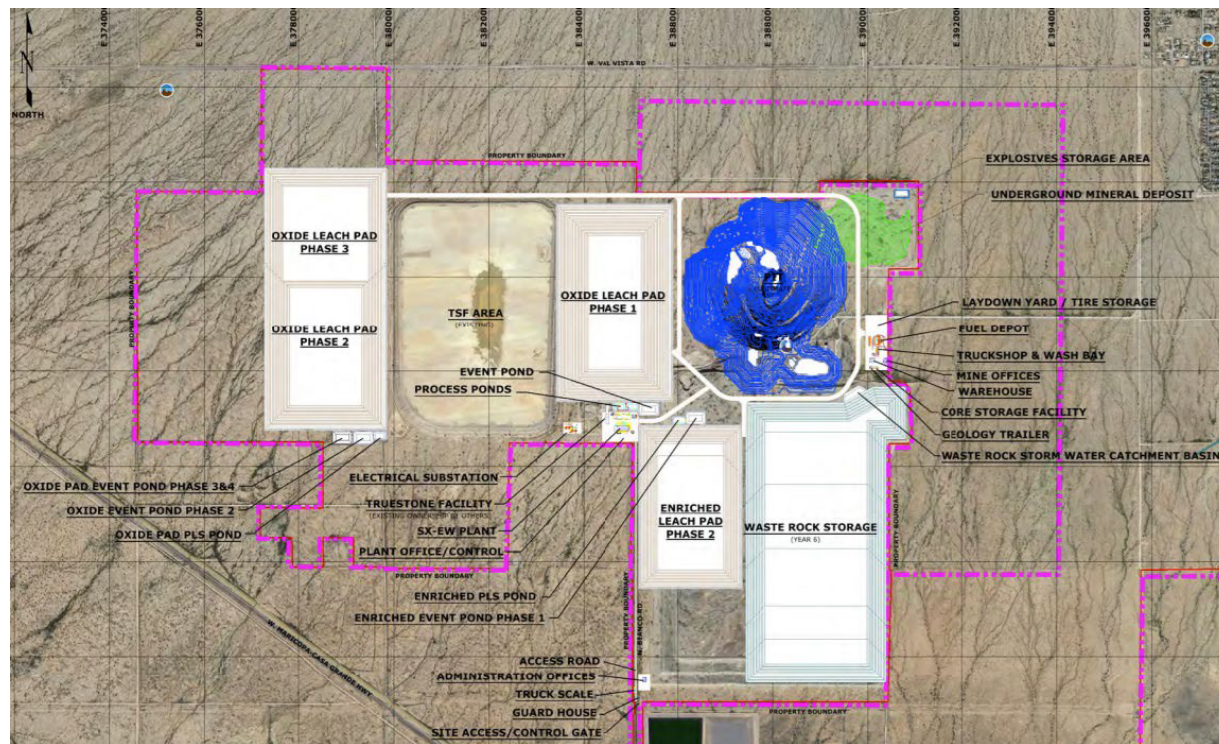 E 374000
E 376000
E 378000
E 380000
E 382000
E 384000
E 388000
E 388000
E 390000
E 392000
E 394000
E 396000
N
NORTH
W. VAL VISTA RD
PROPERTY BOUNDARY
EXPLOSIVES STORAGE AREA
UNDERGROUND MINERAL DEPOSIT
OXIDE LEACH PAD
PHASE 3
OXIDE LEACH PAD
PHASE 2
TSF AREA
(EXISTING)
OXIDE LEACH PAD
PHASE 1
PROPERTY BOUNDARY
LAYDOWN YARD / TIRE STORAGE
FUEL DEPOT
TRUCKSHOP & WASH BAY
MINE OFFICES
WAREHOUSE
CORE STORAGE FACILITY
GEOLOGY TRAILER
WASTE ROCK STORM WATER CATCHMENT BASIN
EVENT POND
PROCESS PONDS
ELECTRICAL SUBSTATION
TRUESTONE FACILITY
SX-EW PLANT
PLANT OFFICE/CONTROL
ENRICHED PLS POND
ENRICHED EVENT POND PHASE 1
OXIDE PAD EVENT POND PHASE 3&4
OXIDE EVENT POND PHASE 2
OXIDE PAD PLS POND
ENRICHED
LEACH PAD
PHASE 2
WASTE ROCK STORAGE
(YEAR 6)
PROPERTY BOUNDARY
PROPERTY BOUNDARY
PROPERTY BOUNDARY
N. BIANCO RD.
W. MARICOPA-CASA GRANDE HWY
ACCESS ROAD
ADMINISTRATION OFFICES
TRUCK SCALE
GUARD HOUSE
SITE ACCESS/CONTROL GATE
PROPERTY BOUNDARY